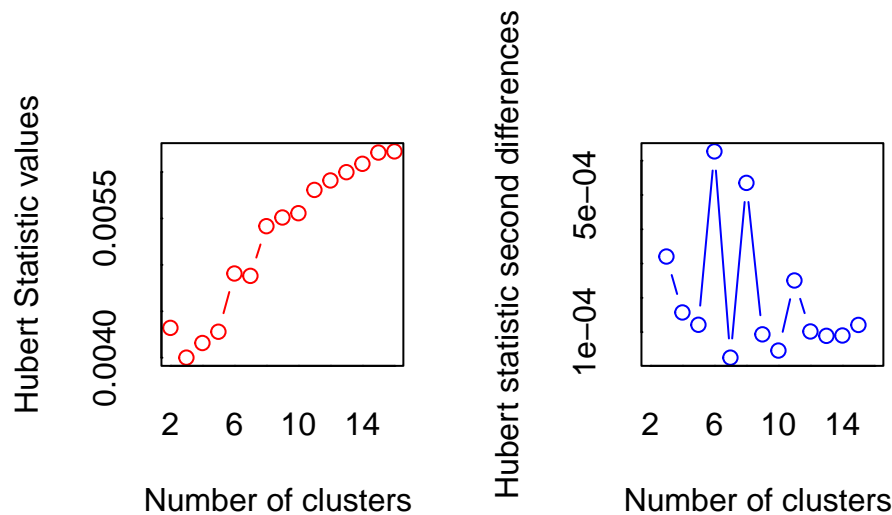 Hubert Statistic values
0.0040
0.0055
2
6
10
14
Number of clusters
Hubert statistic second differences
1e−04
5e−04
2
6
10
14
Number of clusters